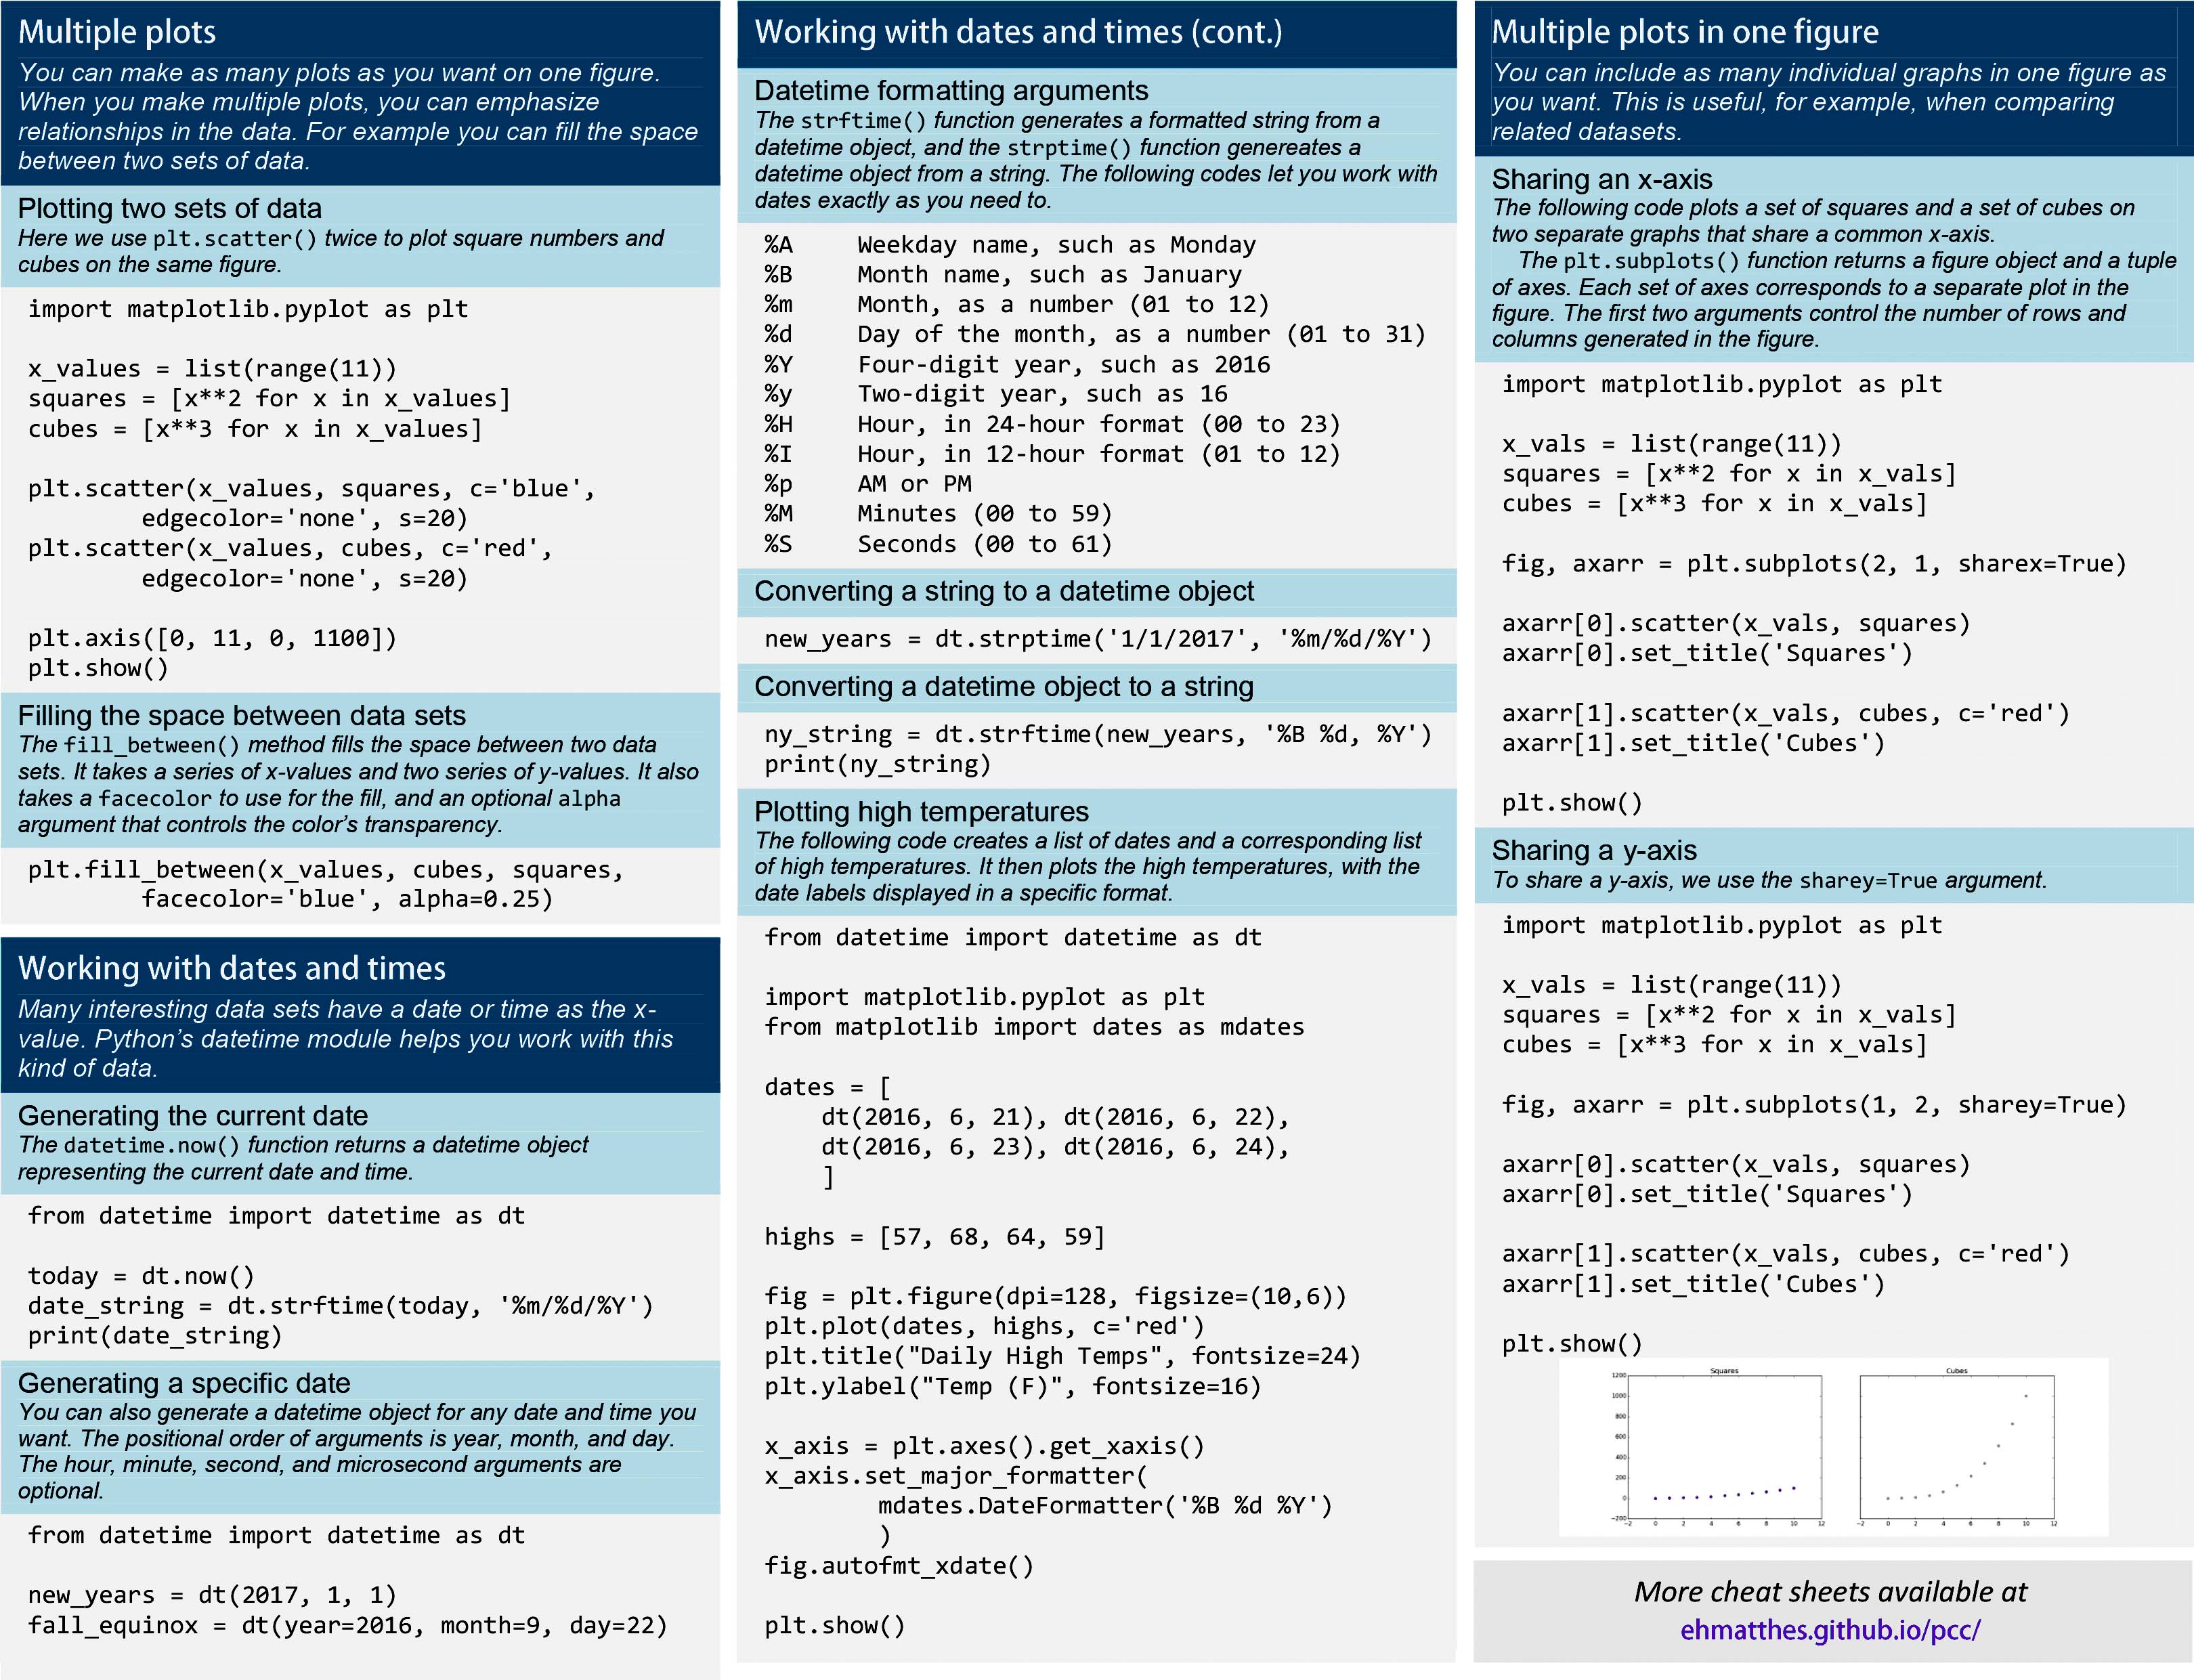 Multiple plots
You can make as many plots as you want on one figure.
When you make multiple plots, you can emphasize
relationships in the data. For example you can fill the space
between two sets of data.
Plotting two sets of data
Here we use plt.scatter() twice to plot square numbers and
cubes on the same figure.
import matplotlib.pyplot as plt
x_values = list(range(11))
squares = [x**2 for x in x_values]
cubes = [x**3 for x in x_values]
plt.scatter(x_values, squares, c='blue',
        edgecolor='none', s=20)
plt.scatter(x_values, cubes, c='red',
        edgecolor='none', s=20)
plt.axis([0, 11, 0, 1100])
plt.show()
Filling the space between data sets
The fill_between() method fills the space between two data
sets. It takes a series of x-values and two series of y-values. It also
takes a facecolor to use for the fill, and an optional alpha
argument that controls the color’s transparency.
plt.fill_between(x_values, cubes, squares,
        facecolor='blue', alpha=0.25)
Working with dates and times
Many interesting data sets have a date or time as the x-
value. Python’s datetime module helps you work with this
kind of data.
Generating the current date
The datetime.now() function returns a datetime object
representing the current date and time.
from datetime import datetime as dt
today = dt.now()
date_string = dt.strftime(today, '%m/%d/%Y')
print(date_string)
Generating a specific date
You can also generate a datetime object for any date and time you
want. The positional order of arguments is year, month, and day.
The hour, minute, second, and microsecond arguments are
optional.
from datetime import datetime as dt
new_years = dt(2017, 1, 1)
fall_equinox = dt(year=2016, month=9, day=22)
Working with dates and times (cont.)
Datetime formatting arguments
The strftime() function generates a formatted string from a
datetime object, and the strptime() function genereates a
datetime object from a string. The following codes let you work with
dates exactly as you need to.
%A Weekday name, such as Monday
%B Month name, such as January
%m Month, as a number (01 to 12)
%d Day of the month, as a number (01 to 31)
%Y Four-digit year, such as 2016
%y Two-digit year, such as 16
%H Hour, in 24-hour format (00 to 23)
%I Hour, in 12-hour format (01 to 12)
%p AM or PM
%M Minutes (00 to 59)
%S Seconds (00 to 61)
Converting a string to a datetime object
new_years = dt.strptime('1/1/2017', '%m/%d/%Y')
Converting a datetime object to a string
ny_string = dt.strftime(new_years, '%B %d, %Y')
print(ny_string)
Plotting high temperatures
The following code creates a list of dates and a corresponding list
of high temperatures. It then plots the high temperatures, with the
date labels displayed in a specific format.
from datetime import datetime as dt
import matplotlib.pyplot as plt
from matplotlib import dates as mdates
dates = [
    dt(2016, 6, 21), dt(2016, 6, 22),
    dt(2016, 6, 23), dt(2016, 6, 24),
    ]
highs = [57, 68, 64, 59]
fig = plt.figure(dpi=128, figsize=(10,6))
plt.plot(dates, highs, c='red')
plt.title("Daily High Temps", fontsize=24)
plt.ylabel("Temp (F)", fontsize=16)
x_axis = plt.axes().get_xaxis()
x_axis.set_major_formatter(
        mdates.DateFormatter('%B %d %Y')
        )
fig.autofmt_xdate()
plt.show()
Multiple plots in one figure
You can include as many individual graphs in one figure as
you want. This is useful, for example, when comparing
related datasets.
Sharing an x-axis
The following code plots a set of squares and a set of cubes on
two separate graphs that share a common x-axis.
The plt.subplots() function returns a figure object and a tuple
of axes. Each set of axes corresponds to a separate plot in the
figure. The first two arguments control the number of rows and
columns generated in the figure.
import matplotlib.pyplot as plt
x_vals = list(range(11))
squares = [x**2 for x in x_vals]
cubes = [x**3 for x in x_vals]
fig, axarr = plt.subplots(2, 1, sharex=True)
axarr[0].scatter(x_vals, squares)
axarr[0].set_title('Squares')
axarr[1].scatter(x_vals, cubes, c='red')
axarr[1].set_title('Cubes')
plt.show()
Sharing a y-axis
To share a y-axis, we use the sharey=True argument.
import matplotlib.pyplot as plt
x_vals = list(range(11))
squares = [x**2 for x in x_vals]
cubes = [x**3 for x in x_vals]
fig, axarr = plt.subplots(1, 2, sharey=True)
axarr[0].scatter(x_vals, squares)
axarr[0].set_title('Squares')
axarr[1].scatter(x_vals, cubes, c='red')
axarr[1].set_title('Cubes')
plt.show()
Squares Cubes
1200
1000
800
600
400
200
0
-200
-2 0 2 4 6 8 10 12 -2 0 2 4 6 8 10 12
More cheat sheets available at
ehmatthes.github.io/pcc/